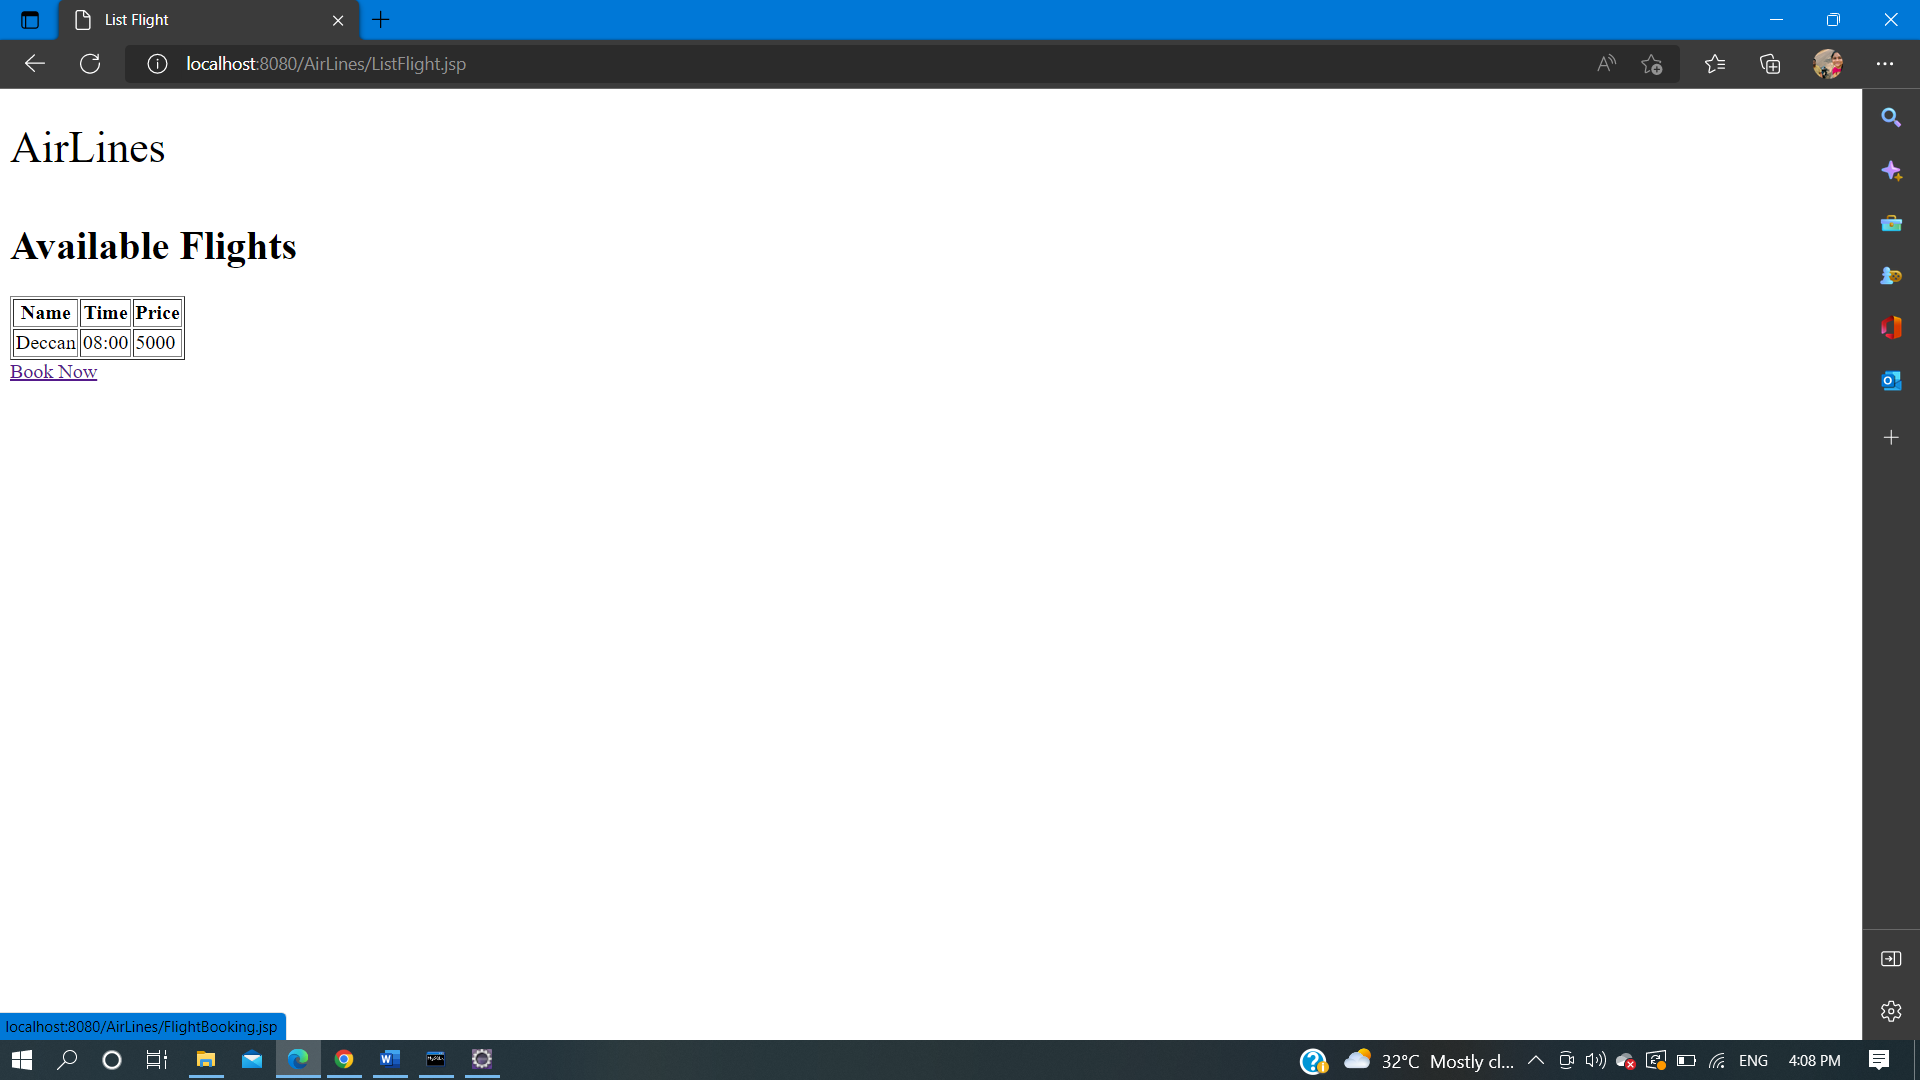 List Flight
localhost:8080/AirLines/ListFlight.jsp
AirLines
Available Flights
Name Time Price
Deccan 08:00 5000
Book Now
localhost:8080/AirLines/FlightBooking.jsp
32°C Mostly cl... ENG 4:08 PM